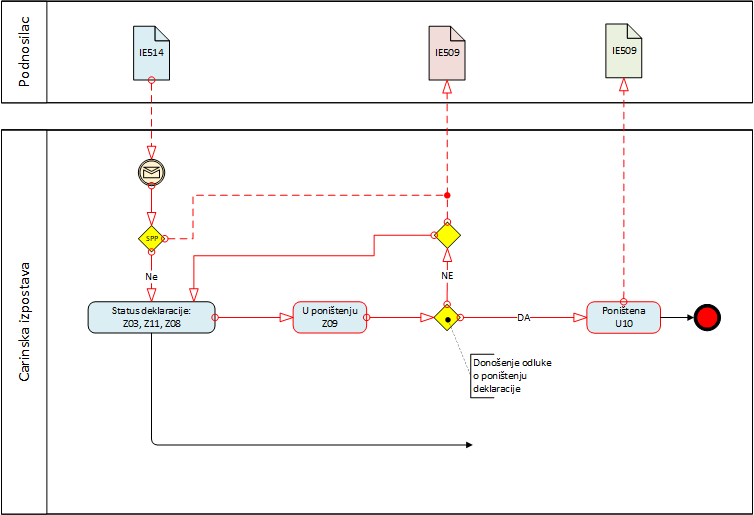 Podnosilac
IE514
IE509
IE509
Carinska izpostava
SPP
Ne
NE
Status deklaracije:
Z03, Z11, Z08
U poništenju
Z09
DA
Poništena
U10
Donošenje odluke
o poništenju
deklaracije